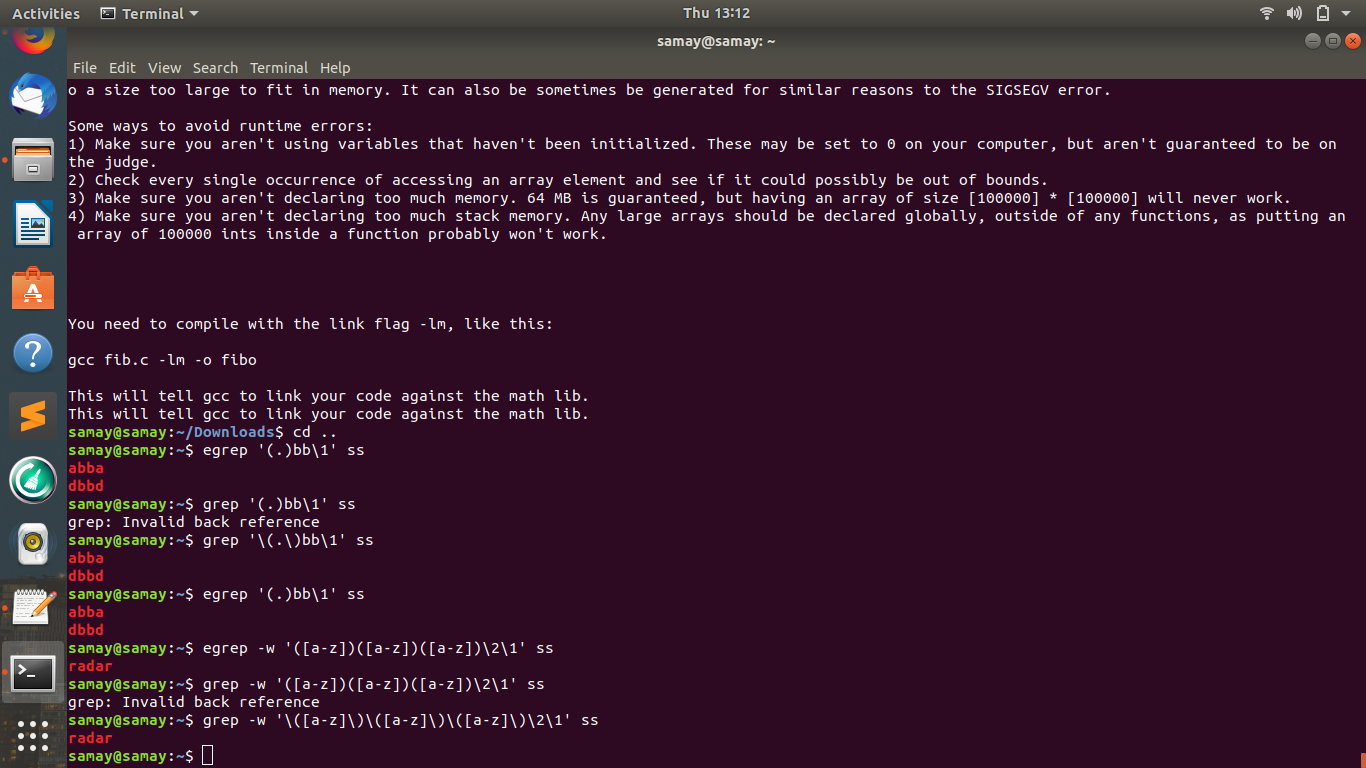 Activities Terminal Thu 13:12
samay@samay: ~
File Edit View Search Terminal Help
o a size too large to fit in memory. It can also be sometimes be generated for similar reasons to the SIGSEGV error.
Some ways to avoid runtime errors:
1) Make sure you aren't using variables that haven't been initialized. These may be set to 0 on your computer, but aren't guaranteed to be on
the judge.
2) Check every single occurrence of accessing an array element and see if it could possibly be out of bounds.
3) Make sure you aren't declaring too much memory. 64 MB is guaranteed, but having an array of size [100000] * [100000] will never work.
4) Make sure you aren't declaring too much stack memory. Any large arrays should be declared globally, outside of any functions, as putting an
 array of 100000 ints inside a function probably won't work.
You need to compile with the link flag -lm, like this:
gcc fib.c -lm -o fibo
This will tell gcc to link your code against the math lib.
This will tell gcc to link your code against the math lib.
samay@samay:~/Downloads$ cd ..
samay@samay:~$ egrep '(.)bb\1' ss
abba
dbbd
samay@samay:~$ grep '(.)bb\1' ss
grep: Invalid back reference
samay@samay:~$ grep '\(.\)bb\1' ss
abba
dbbd
samay@samay:~$ egrep '(.)bb\1' ss
abba
dbbd
samay@samay:~$ egrep -w '([a-z])([a-z])([a-z])\2\1' ss
radar
samay@samay:~$ grep -w '([a-z])([a-z])([a-z])\2\1' ss
grep: Invalid back reference
samay@samay:~$ grep -w '\([a-z]\)\([a-z]\)\([a-z]\)\2\1' ss
radar
samay@samay:~$